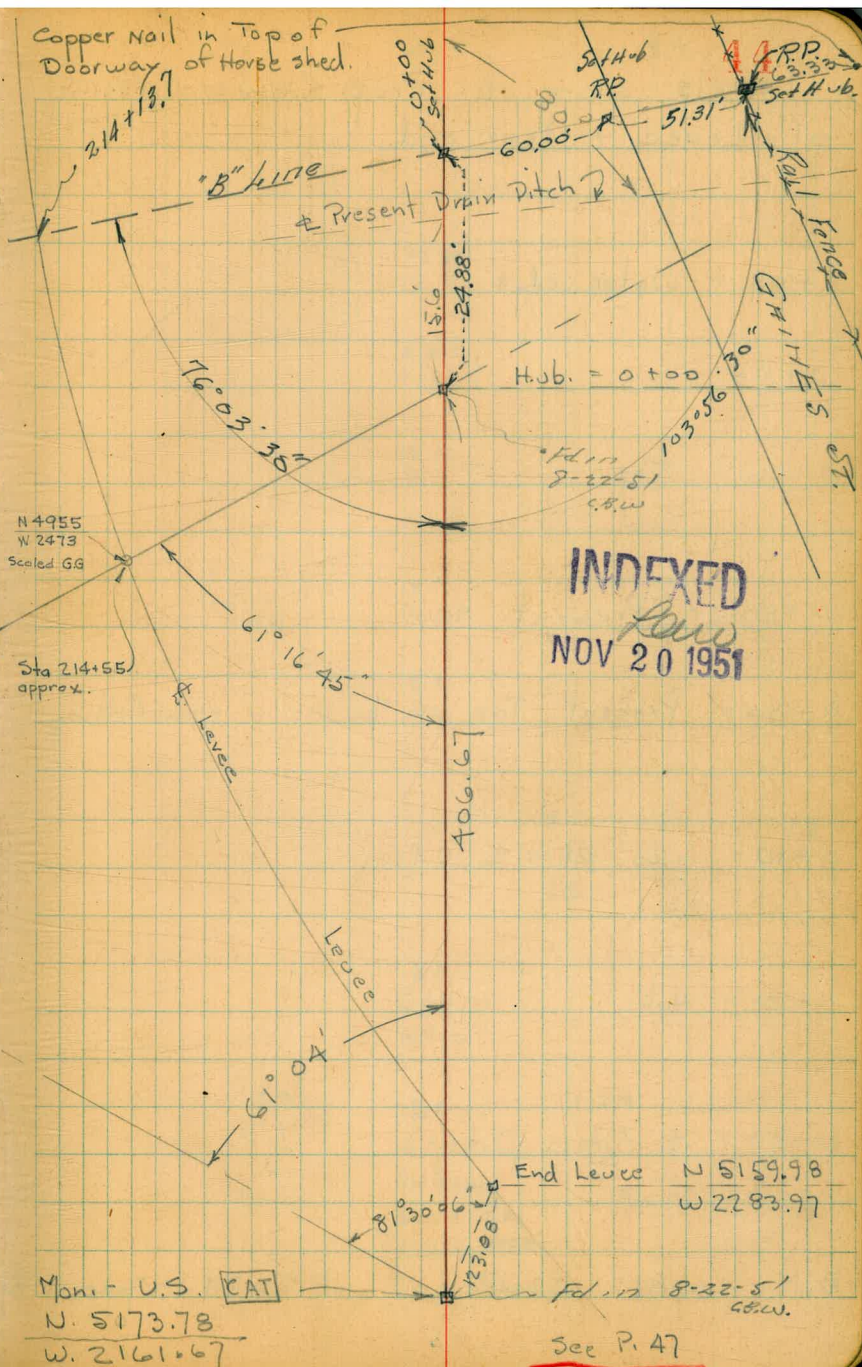 Copper Nail in Top of
Doorway of Horse shed.
214+13.7
0+00
Set Hub
Set Hub
R.P.
44
R.P.
63.33
Set Hub.
60.00'
51.31'
"B" Line
Present Drain Ditch
Rail Fence
GAINES ST.
15.6'
24.88'
Hub. = 0+00
76°03'30"
103°56'30"
Fd. in
8-22-51
G.B.W
N 4955
W 2473
Scaled G.G
INDEXED
NOV 20 1951
61°16'45"
Sta 214+55
approx.
Levee
406.67
Levee
61°04'
End Levee N 5159.98
W 2283.97
81°30'06"
123.08
Mon. - U.S. CAT
Fd. in 8-22-51
G.B.W.
N. 5173.78
W. 2161.67
See P. 47